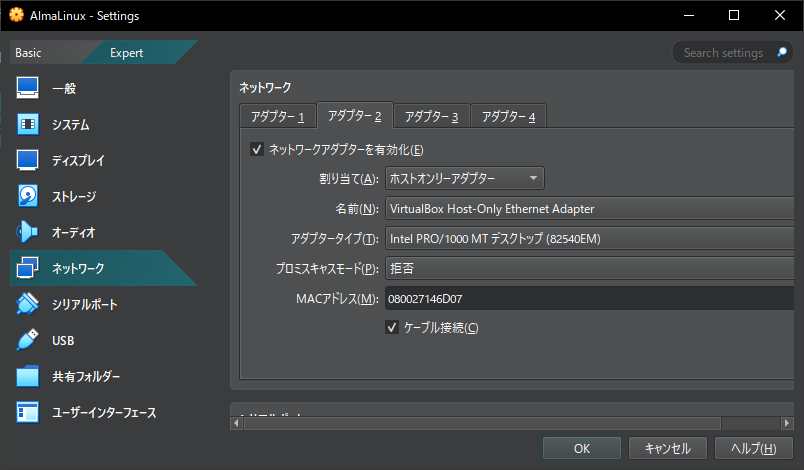 AlmaLinux - Settings
Basic
Expert
Search settings
一般
システム
ディスプレイ
ストレージ
オーディオ
ネットワーク
シリアルポート
USB
共有フォルダー
ユーザーインターフェース
ネットワーク
アダプター 1
アダプター 2
アダプター 3
アダプター 4
ネットワークアダプターを有効化(E)
割り当て(A): ホストオンリーアダプター
名前(N): VirtualBox Host-Only Ethernet Adapter
アダプタータイプ(T): Intel PRO/1000 MT デスクトップ (82540EM)
プロミスキャスモード(P): 拒否
MACアドレス(M): 080027146D07
ケーブル接続(C)
OK
キャンセル
ヘルプ(H)